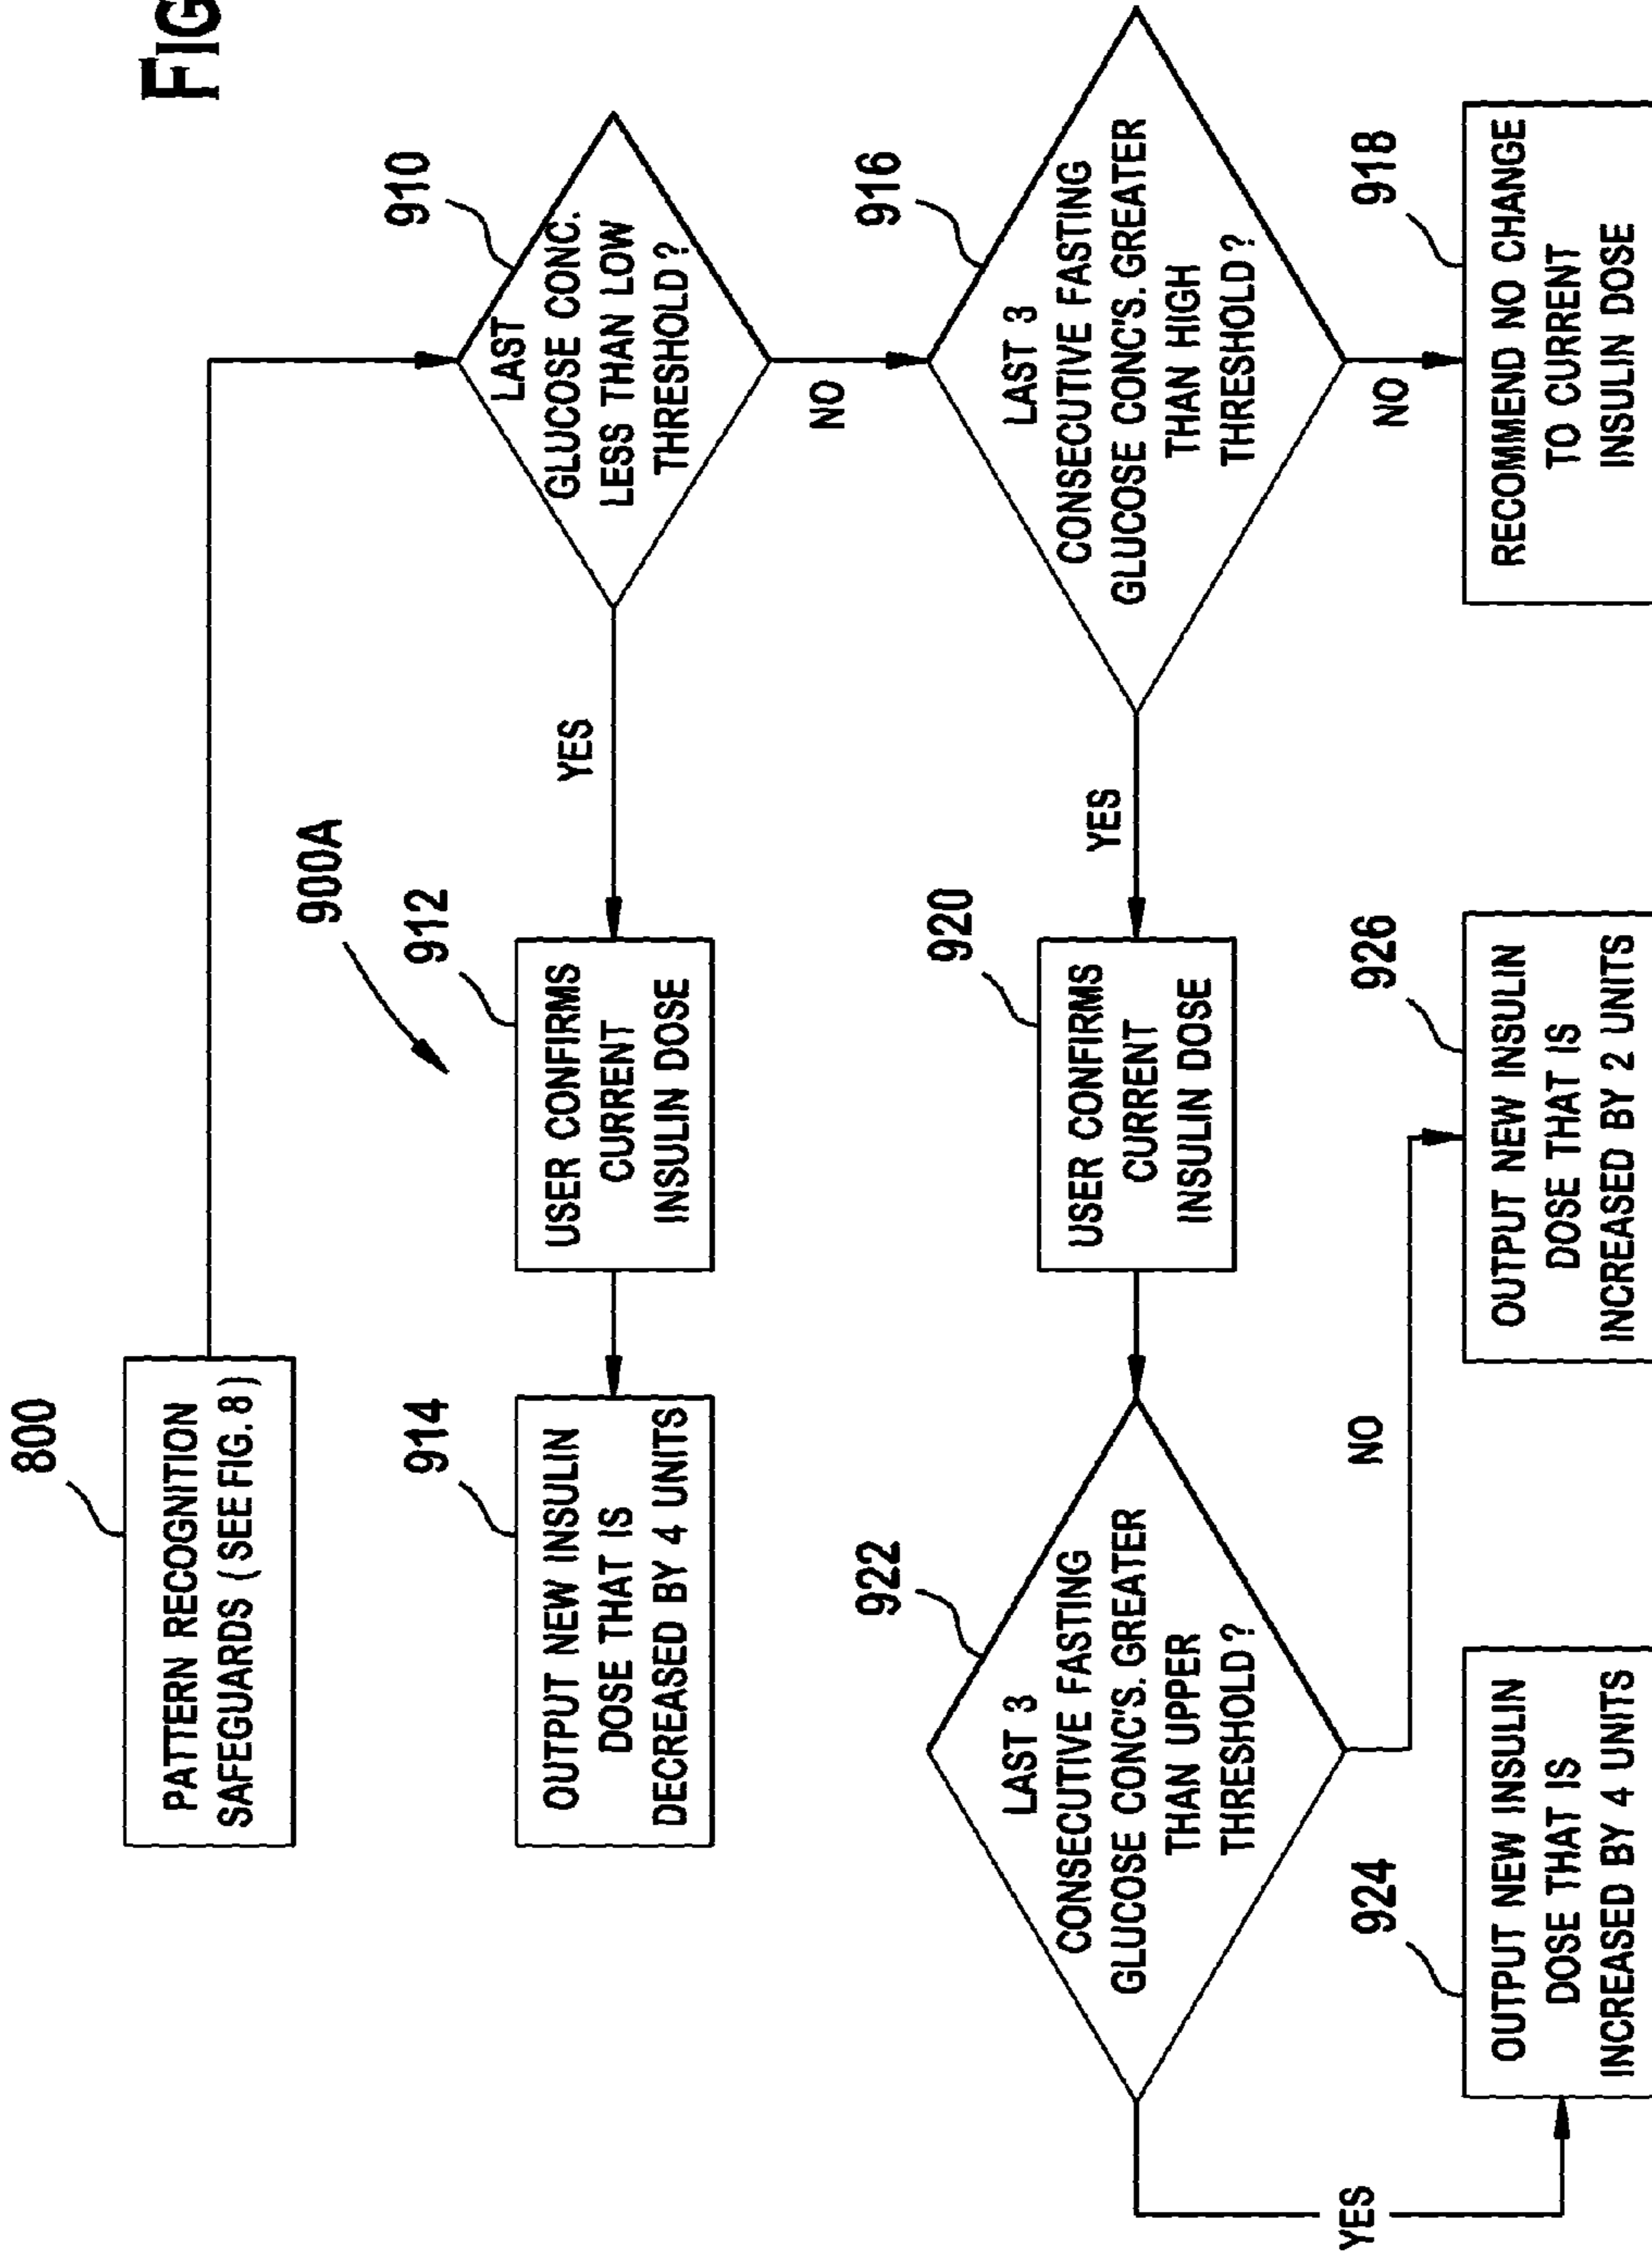 FIG
800
PATTERN RECOGNITION
SAFEGUARDS ( SEE FIG. 8 )
900A
910
LAST
GLUCOSE CONC.
LESS THAN LOW
THRESHOLD ?
YES
NO
912
USER CONFIRMS
CURRENT
INSULIN DOSE
914
OUTPUT NEW INSULIN
DOSE THAT IS
DECREASED BY 4 UNITS
916
LAST 3
CONSECUTIVE FASTING
GLUCOSE CONC'S. GREATER
THAN HIGH
THRESHOLD ?
YES
NO
920
USER CONFIRMS
CURRENT
INSULIN DOSE
922
LAST 3
CONSECUTIVE FASTING
GLUCOSE CONC'S. GREATER
THAN UPPER
THRESHOLD ?
YES
NO
924
OUTPUT NEW INSULIN
DOSE THAT IS
INCREASED BY 4 UNITS
926
OUTPUT NEW INSULIN
DOSE THAT IS
INCREASED BY 2 UNITS
918
RECOMMEND NO CHANGE
TO CURRENT
INSULIN DOSE